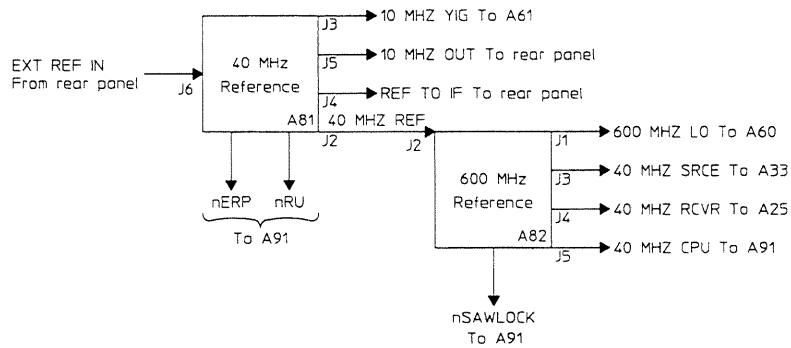 J3
10 MHZ YIG To A61
EXT REF IN
From rear panel
J6
40 MHz
Reference
A81
J5
10 MHZ OUT To rear panel
J4
REF TO IF To rear panel
J2
40 MHZ REF
J2
nERP
nRU
To A91
600 MHz
Reference
A82
J1
600 MHZ LO To A60
J3
40 MHZ SRCE To A33
J4
40 MHZ RCVR To A25
J5
40 MHZ CPU To A91
nSAWLOCK
To A91